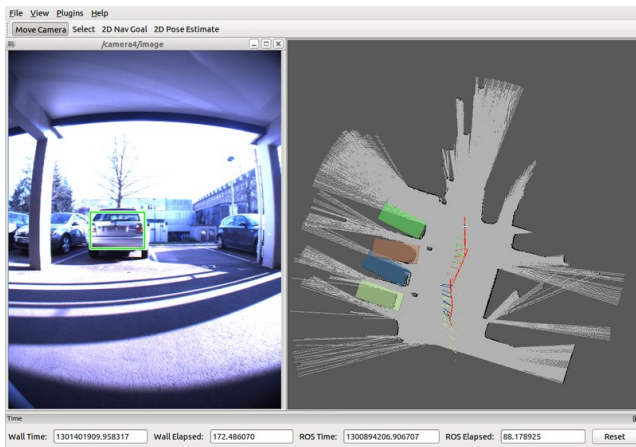 File View Plugins Help
Move Camera Select 2D Nav Goal 2D Pose Estimate
/camera4/image
Time
Wall Time: 1301401909.958317 Wall Elapsed: 172.486070 ROS Time: 1300894206.906707 ROS Elapsed: 88.178925 Reset